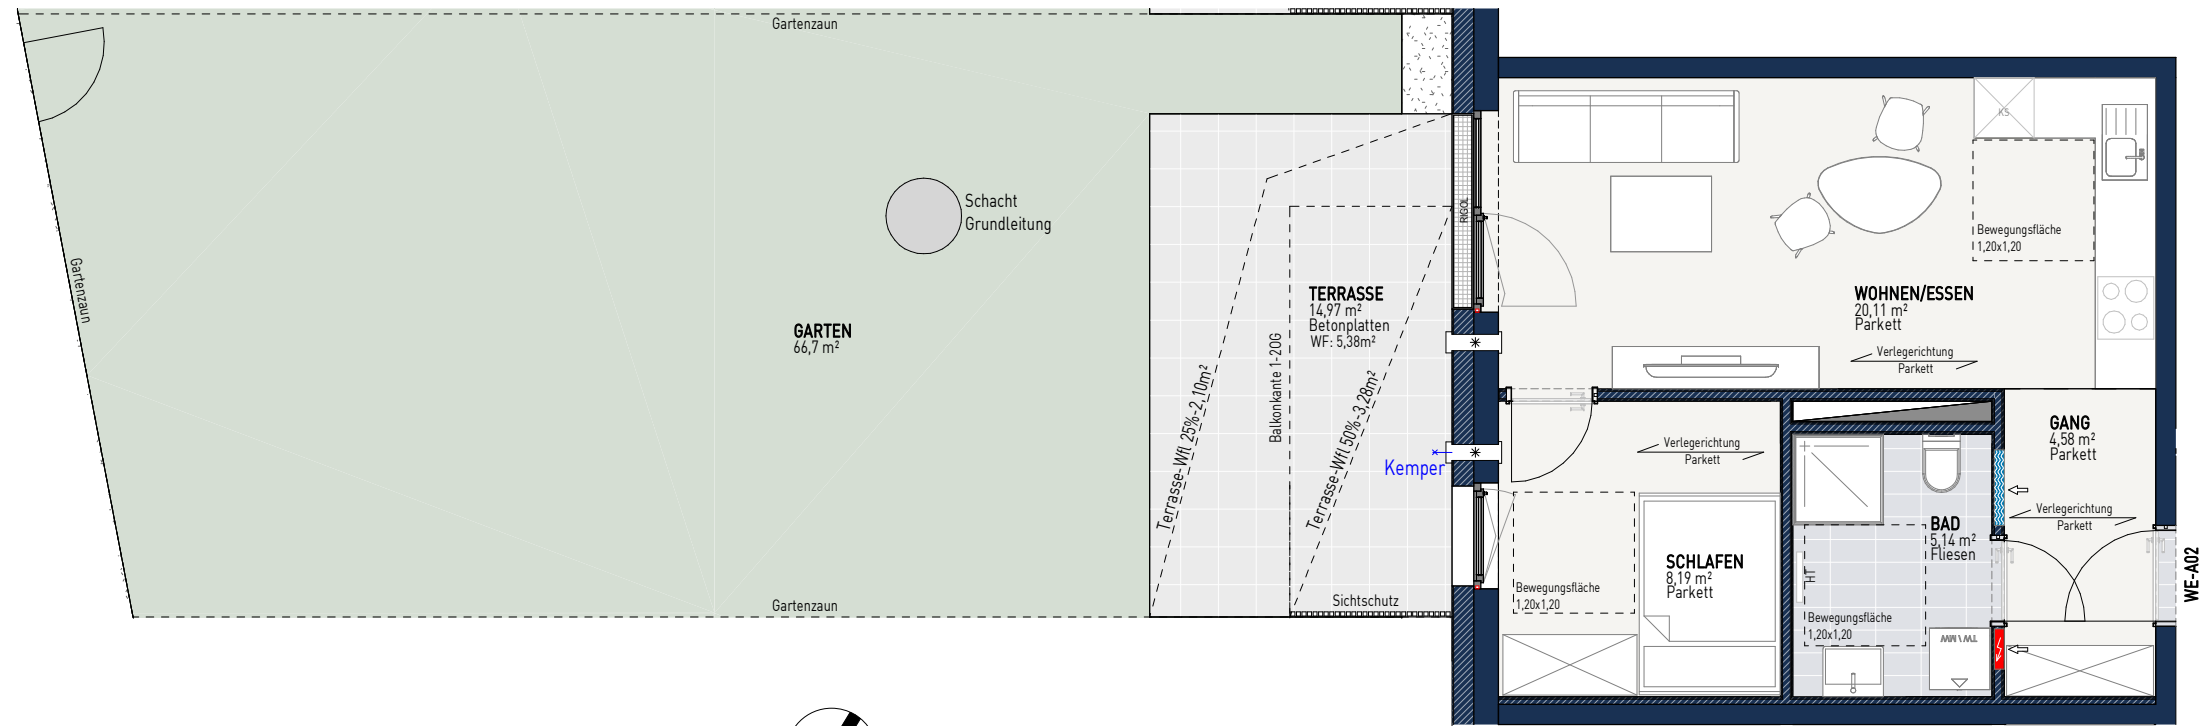 Gartenzaun
Gartenzaun
Schacht
Grundleitung
GARTEN
66,7 m²
Gartenzaun
TERRASSE
14,97 m²
Betonplatten
WF: 5,38m²
Terrasse-Wfl 25%-2,10m²
Balkonkante 1-20G
Terrasse-Wfl 50%-3,28m²
Sichtschutz
RIGOL
Kemper
KS
Bewegungsfläche
1,20x1,20
WOHNEN/ESSEN
20,11 m²
Parkett
Verlegerichtung
Parkett
GANG
4,58 m²
Parkett
Verlegerichtung
Parkett
Verlegerichtung
Parkett
SCHLAFEN
8,19 m²
Parkett
Bewegungsfläche
1,20x1,20
BAD
5,14 m²
Fliesen
HT
Bewegungsfläche
1,20x1,20
TW \ WM
WE-A02